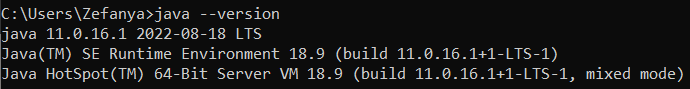 C:\Users\Zefanya>java --version
java 11.0.16.1 2022-08-18 LTS
Java(TM) SE Runtime Environment 18.9 (build 11.0.16.1+1-LTS-1)
Java HotSpot(TM) 64-Bit Server VM 18.9 (build 11.0.16.1+1-LTS-1, mixed mode)